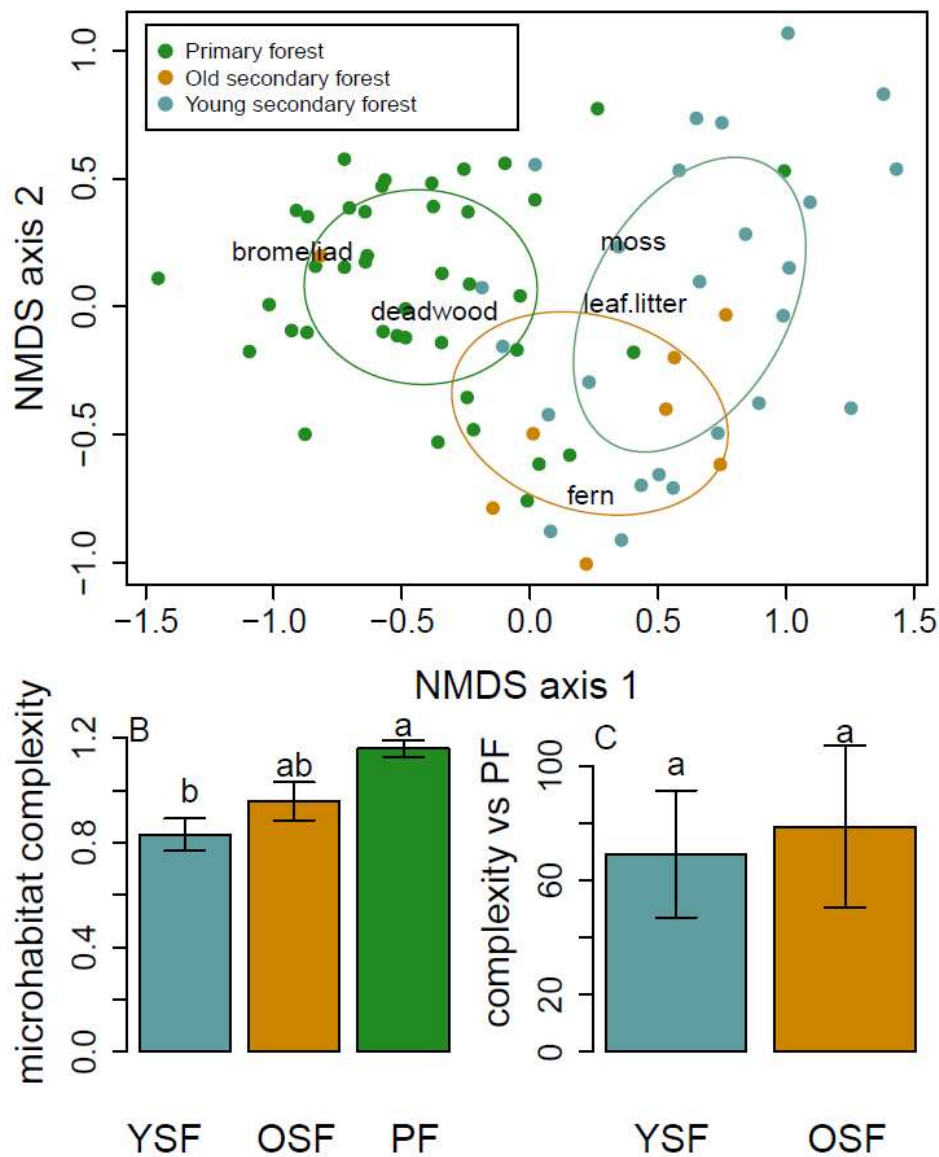 Primary forest
Old secondary forest
Young secondary forest
NMDS axis 2
1.0
0.5
0.0
−0.5
−1.0
bromeliad
moss
deadwood
leaf.litter
fern
−1.5 −1.0 −0.5 0.0 0.5 1.0 1.5
NMDS axis 1
microhabitat complexity
1.2
0.8
0.4
0.0
B
b
ab
a
YSF OSF PF
complexity vs PF
100
60
20
0
C
a
a
YSF OSF